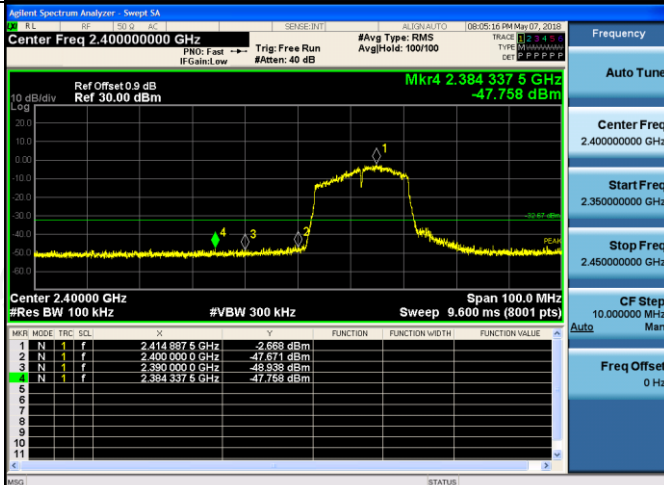 Agilent Spectrum Analyzer - Swept SA
RL RF 50 Ω AC SENSE:INT ALIGN AUTO 08:05:16 PM May 07, 2018
Center Freq 2.400000000 GHz
PNO: Fast
IFGain:Low
Trig: Free Run
#Atten: 40 dB
#Avg Type: RMS
Avg|Hold: 100/100
TRACE 1 2 3 4 5 6
TYPE M
DET P P P P P P
Ref Offset 0.9 dB
Ref 30.00 dBm
10 dB/div
Log
Mkr4 2.384 337 5 GHz
-47.758 dBm
20.0
10.0
0.00
-10.0
-20.0
-30.0
-40.0
-50.0
-60.0
1
2
3
4
-32.67 dBm
PEAK
Center 2.40000 GHz Span 100.0 MHz
#Res BW 100 kHz #VBW 300 kHz Sweep 9.600 ms (8001 pts)
MKR MODE TRC SCL X Y FUNCTION FUNCTION WIDTH FUNCTION VALUE
1 N 1 f 2.414 887 5 GHz -2.668 dBm
2 N 1 f 2.400 000 0 GHz -47.671 dBm
3 N 1 f 2.390 000 0 GHz -48.938 dBm
4 N 1 f 2.384 337 5 GHz -47.758 dBm
5
6
7
8
9
10
11
MSG STATUS
Frequency
Auto Tune
Center Freq
2.400000000 GHz
Start Freq
2.350000000 GHz
Stop Freq
2.450000000 GHz
CF Step
10.000000 MHz
Auto Man
Freq Offset
0 Hz